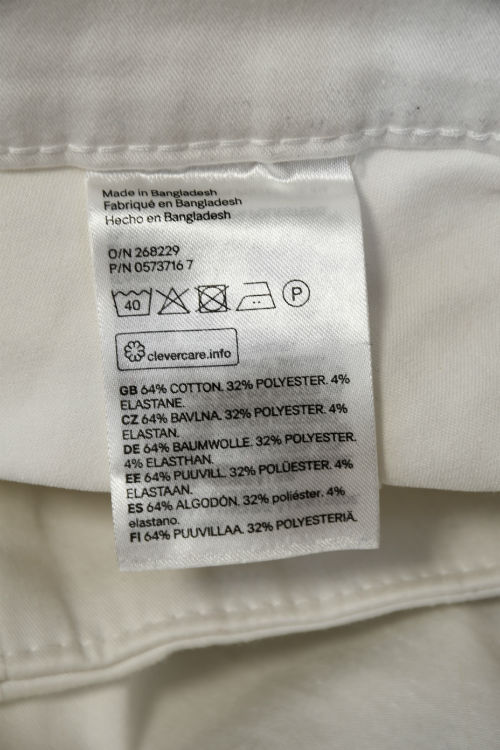 Made in Bangladesh
Fabriqué en Bangladesh
Hecho en Bangladesh
O/N 268229
P/N 0573716 7
40 P
clevercare.info
GB 64% COTTON. 32% POLYESTER. 4%
ELASTANE.
CZ 64% BAVLNA. 32% POLYESTER. 4%
ELASTAN.
DE 64% BAUMWOLLE. 32% POLYESTER.
4% ELASTHAN.
EE 64% PUUVILL. 32% POLÜESTER. 4%
ELASTAAN.
ES 64% ALGODÓN. 32% poliéster. 4%
elastano.
FI 64% PUUVILLAA. 32% POLYESTERIÄ.